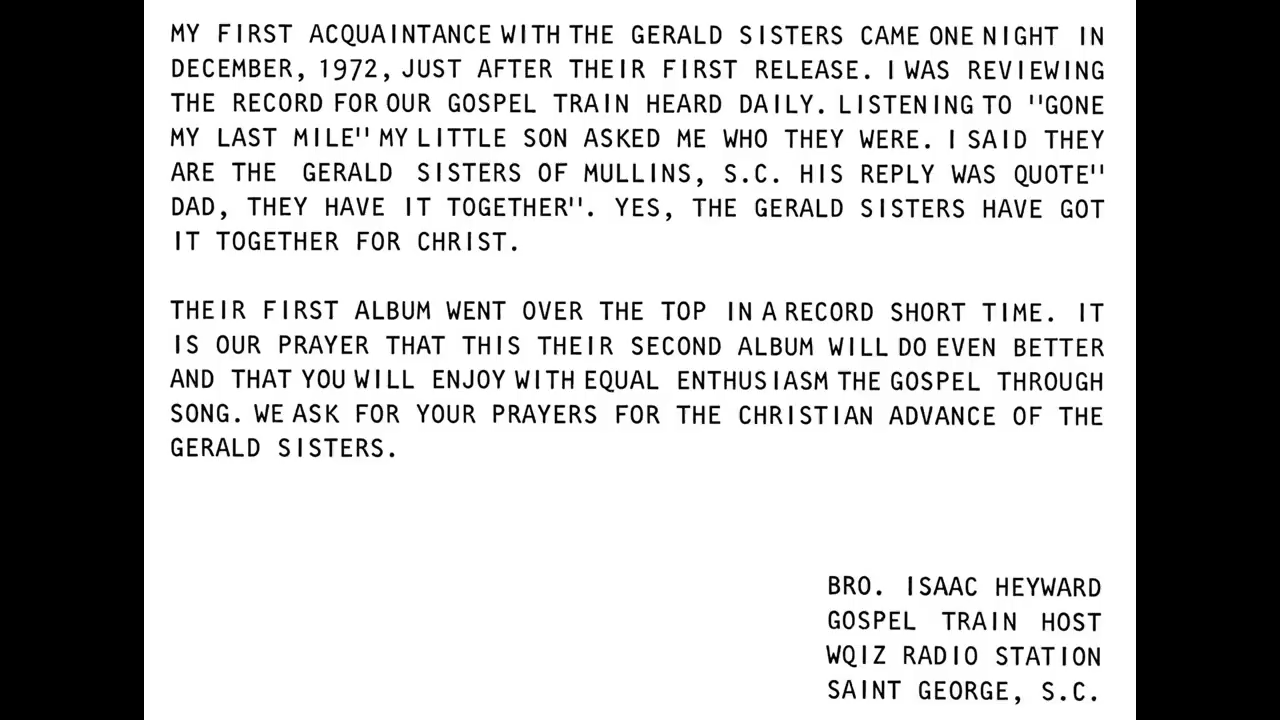 MY FIRST ACQUAINTANCE WITH THE GERALD SISTERS CAME ONE NIGHT IN
DECEMBER, 1972, JUST AFTER THEIR FIRST RELEASE. I WAS REVIEWING
THE RECORD FOR OUR GOSPEL TRAIN HEARD DAILY. LISTENING TO "GONE
MY LAST MILE" MY LITTLE SON ASKED ME WHO THEY WERE. I SAID THEY
ARE THE GERALD SISTERS OF MULLINS, S.C. HIS REPLY WAS QUOTE"
DAD, THEY HAVE IT TOGETHER". YES, THE GERALD SISTERS HAVE GOT
IT TOGETHER FOR CHRIST.
THEIR FIRST ALBUM WENT OVER THE TOP IN A RECORD SHORT TIME. IT
IS OUR PRAYER THAT THIS THEIR SECOND ALBUM WILL DO EVEN BETTER
AND THAT YOU WILL ENJOY WITH EQUAL ENTHUSIASM THE GOSPEL THROUGH
SONG. WE ASK FOR YOUR PRAYERS FOR THE CHRISTIAN ADVANCE OF THE
GERALD SISTERS.
BRO. ISAAC HEYWARD
GOSPEL TRAIN HOST
WQIZ RADIO STATION
SAINT GEORGE, S.C.